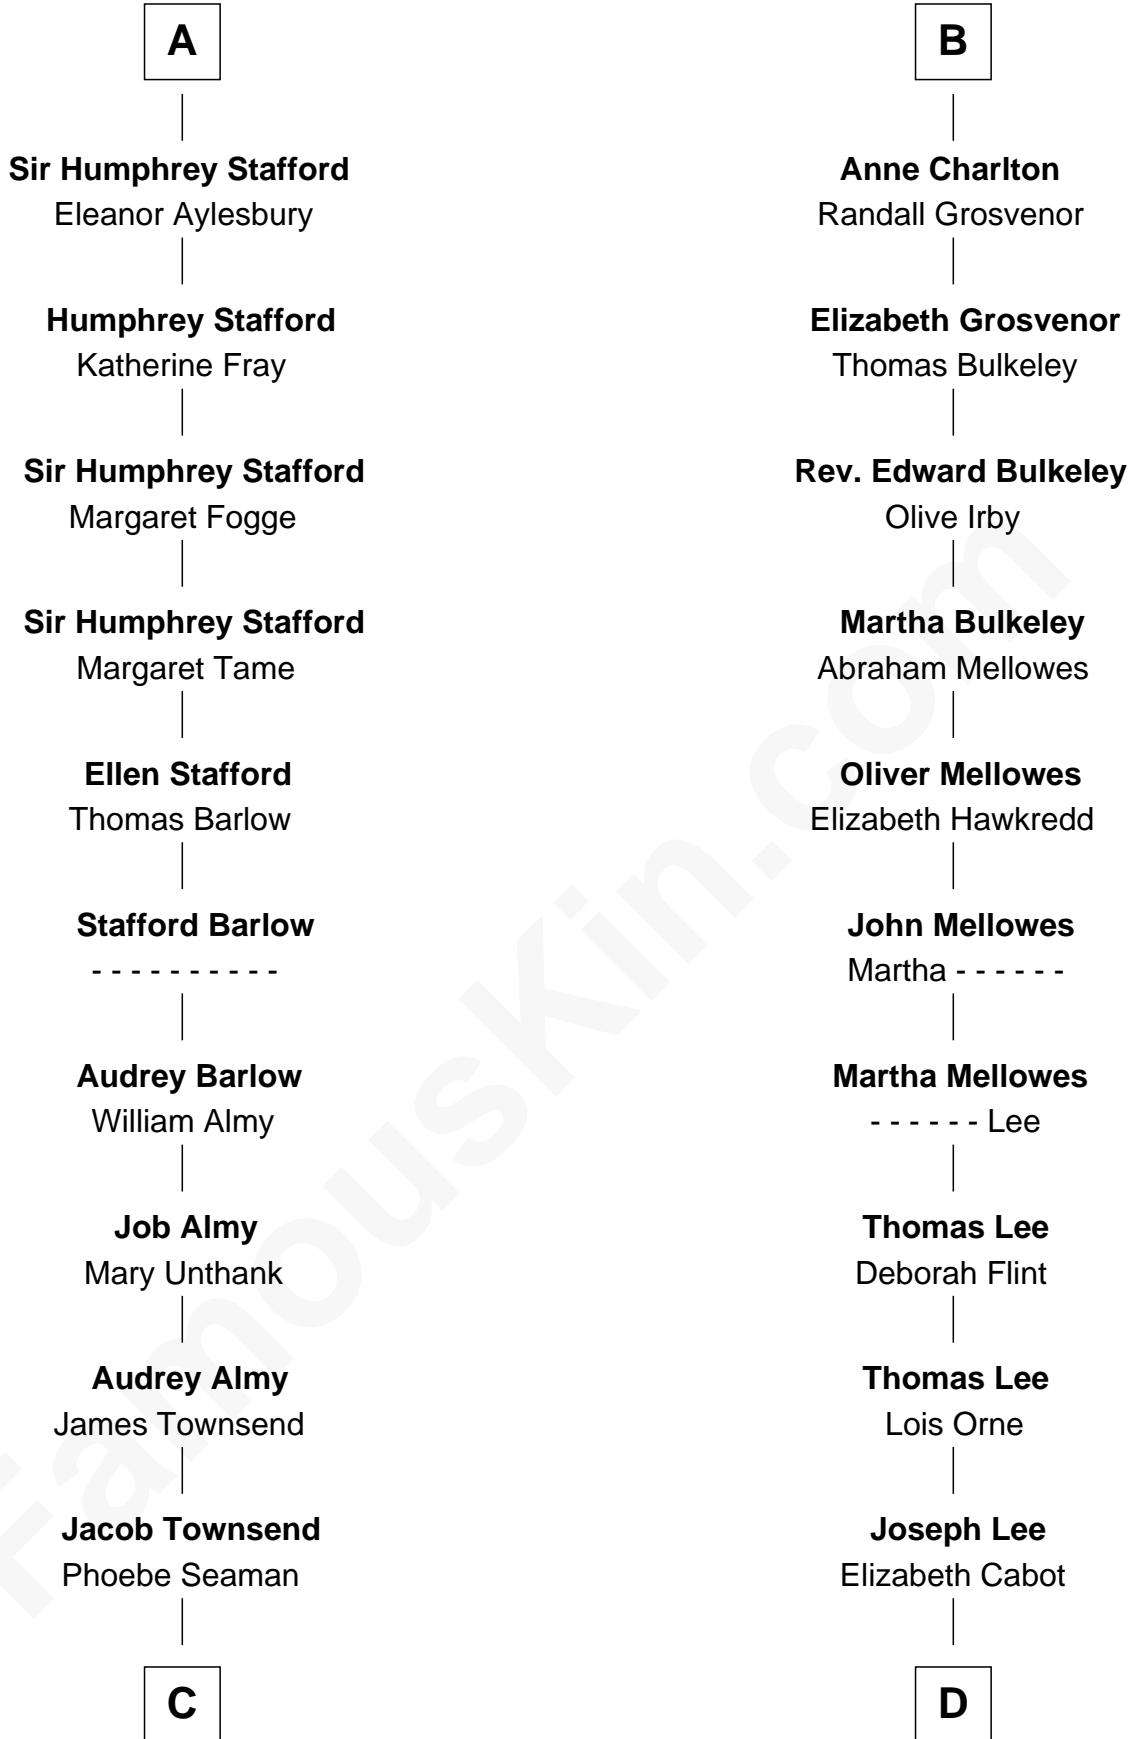 A
Sir Humphrey Stafford
Eleanor Aylesbury
Humphrey Stafford
Katherine Fray
Sir Humphrey Stafford
Margaret Fogge
Sir Humphrey Stafford
Margaret Tame
Ellen Stafford
Thomas Barlow
Stafford Barlow
- - - - - - - - - -
Audrey Barlow
William Almy
Job Almy
Mary Unthank
Audrey Almy
James Townsend
Jacob Townsend
Phoebe Seaman
C
B
Anne Charlton
Randall Grosvenor
Elizabeth Grosvenor
Thomas Bulkeley
Rev. Edward Bulkeley
Olive Irby
Martha Bulkeley
Abraham Mellowes
Oliver Mellowes
Elizabeth Hawkredd
John Mellowes
Martha - - - - - -
Martha Mellowes
- - - - - - Lee
Thomas Lee
Deborah Flint
Thomas Lee
Lois Orne
Joseph Lee
Elizabeth Cabot
D
FamousKin.com